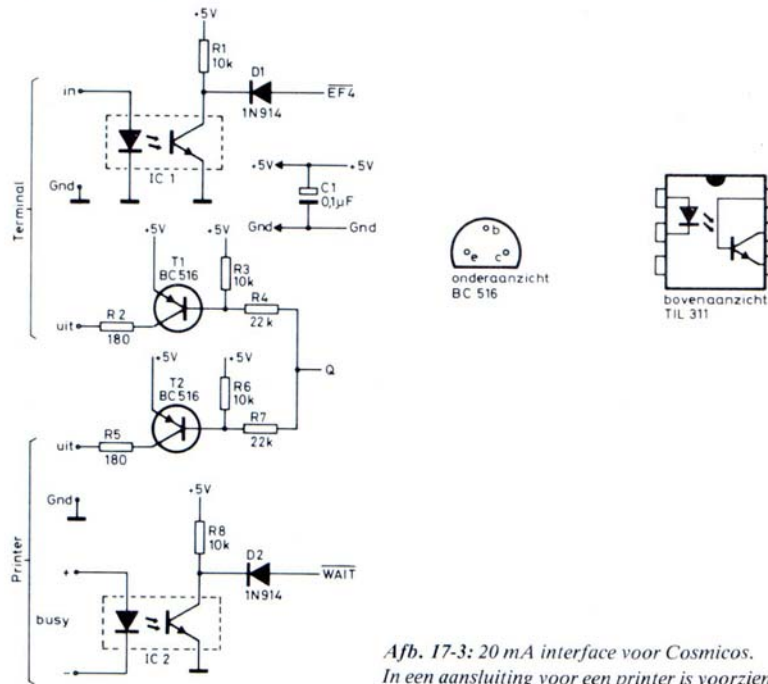 +5V
R1
10k
D1
in
1N914
EF4
IC 1
+5V
+5V
C1
0,1µF
Gnd
Gnd
Gnd
Terminal
T1
BC516
+5V
+5V
R3
10k
R4
22k
uit
R2
180
Q
T2
BC516
+5V
+5V
R6
10k
R7
22k
uit
R5
180
Gnd
+5V
R8
10k
D2
1N914
WAIT
Printer
+
busy
-
IC 2
b
e
c
onderaanzicht
BC 516
bovenaanzicht
TIL 311
Afb. 17-3: 20 mA interface voor Cosmicos.
In een aansluiting voor een printer is voorzien